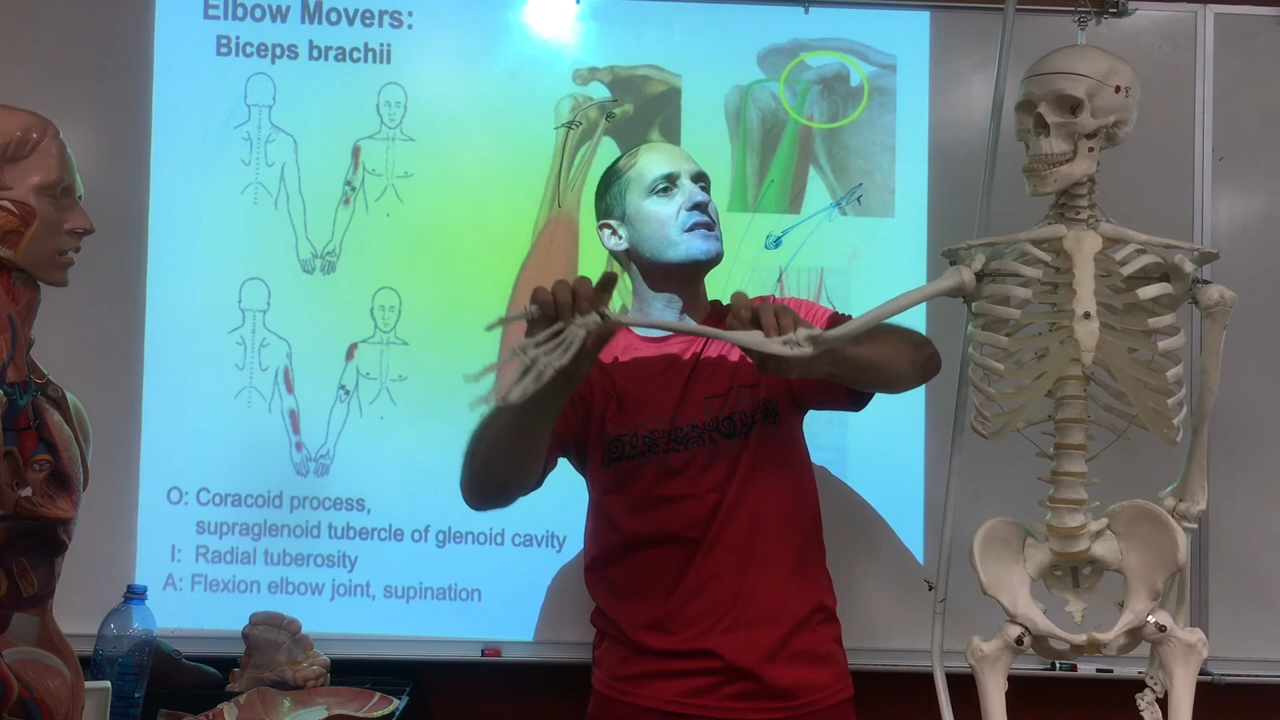 Elbow Movers:
Biceps brachii
O: Coracoid process,
supraglenoid tubercle of glenoid cavity
I: Radial tuberosity
A: Flexion elbow joint, supination